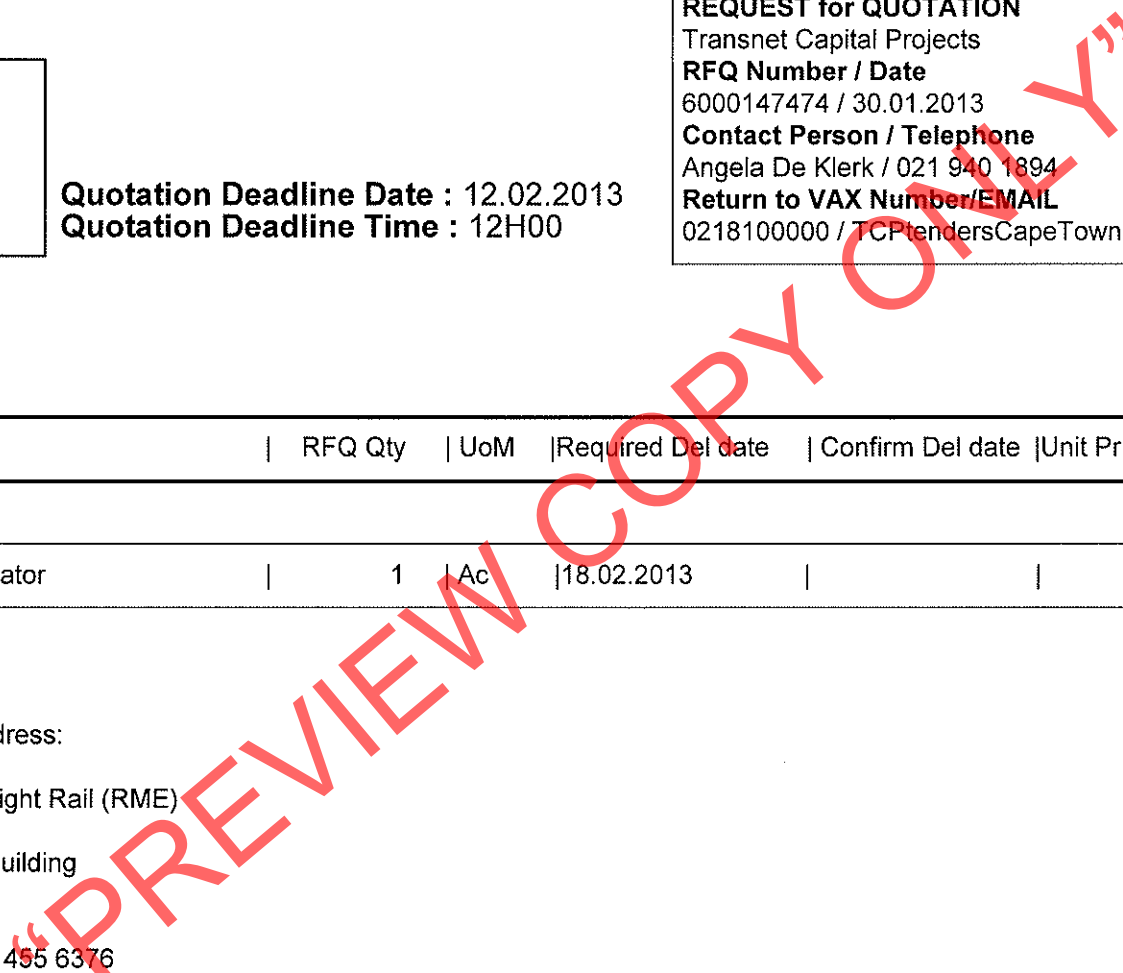 REQUEST for QUOTATION
Transnet Capital Projects
RFQ Number / Date
6000147474 / 30.01.2013
Contact Person / Telephone
Angela De Klerk / 021 940 1894
Return to VAX Number/EMAIL
0218100000 / TCPtendersCapeTown
Quotation Deadline Date : 12.02.2013
Quotation Deadline Time : 12H00
| RFQ Qty | UoM |Required Del date | Confirm Del date |Unit Pr
ator | 1 | Ac |18.02.2013 | |
dress:
ight Rail (RME)
uilding
455 6376
“PREVIEW COPY ONLY”